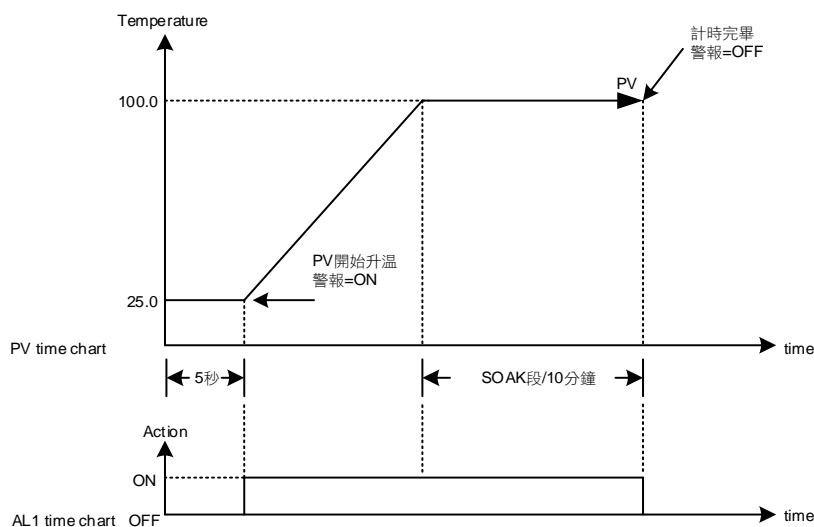 Temperature
計時完畢
警報=OFF
PV
100.0
PV開始升温
警報=ON
25.0
PV time chart
time
5秒
SOAK段/10分鐘
Action
ON
AL1 time chart
OFF
time